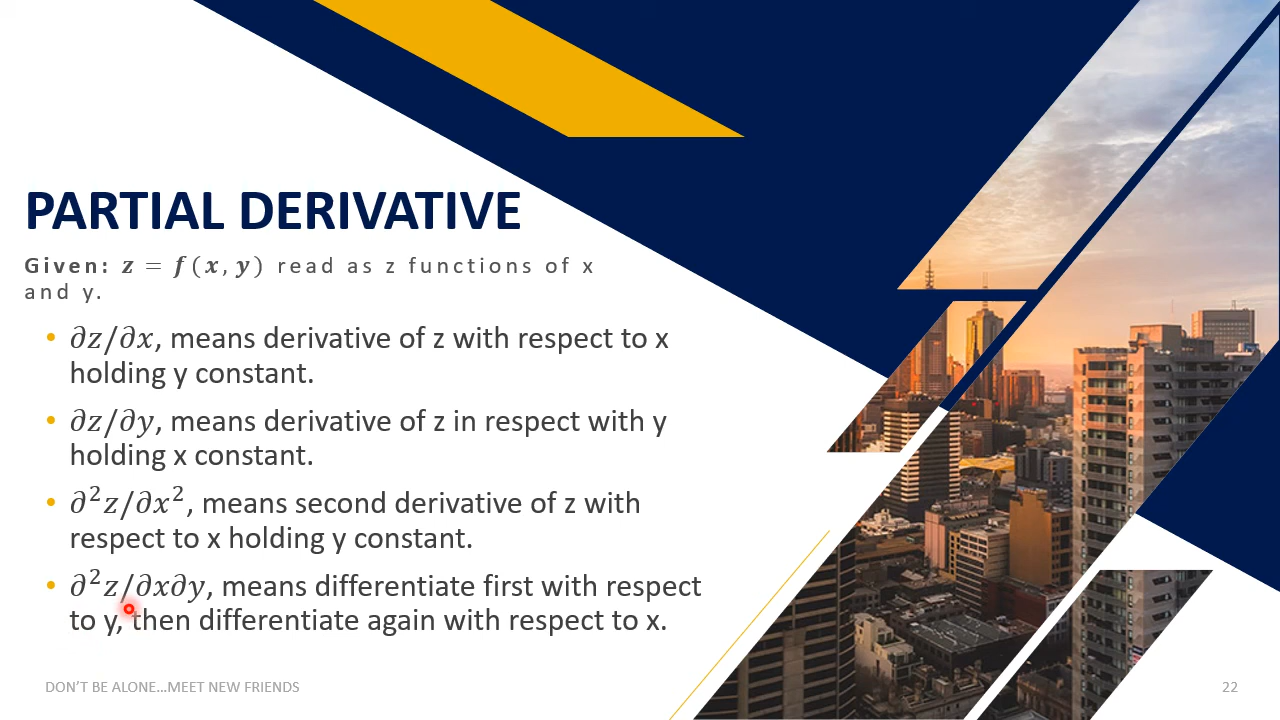 PARTIAL DERIVATIVE
Given: z = f(x, y) read as z functions of x
and y.
• ∂z/∂x, means derivative of z with respect to x
holding y constant.
• ∂z/∂y, means derivative of z in respect with y
holding x constant.
• ∂²z/∂x², means second derivative of z with
respect to x holding y constant.
• ∂²z/∂x∂y, means differentiate first with respect
to y, then differentiate again with respect to x.
DON'T BE ALONE…MEET NEW FRIENDS
22